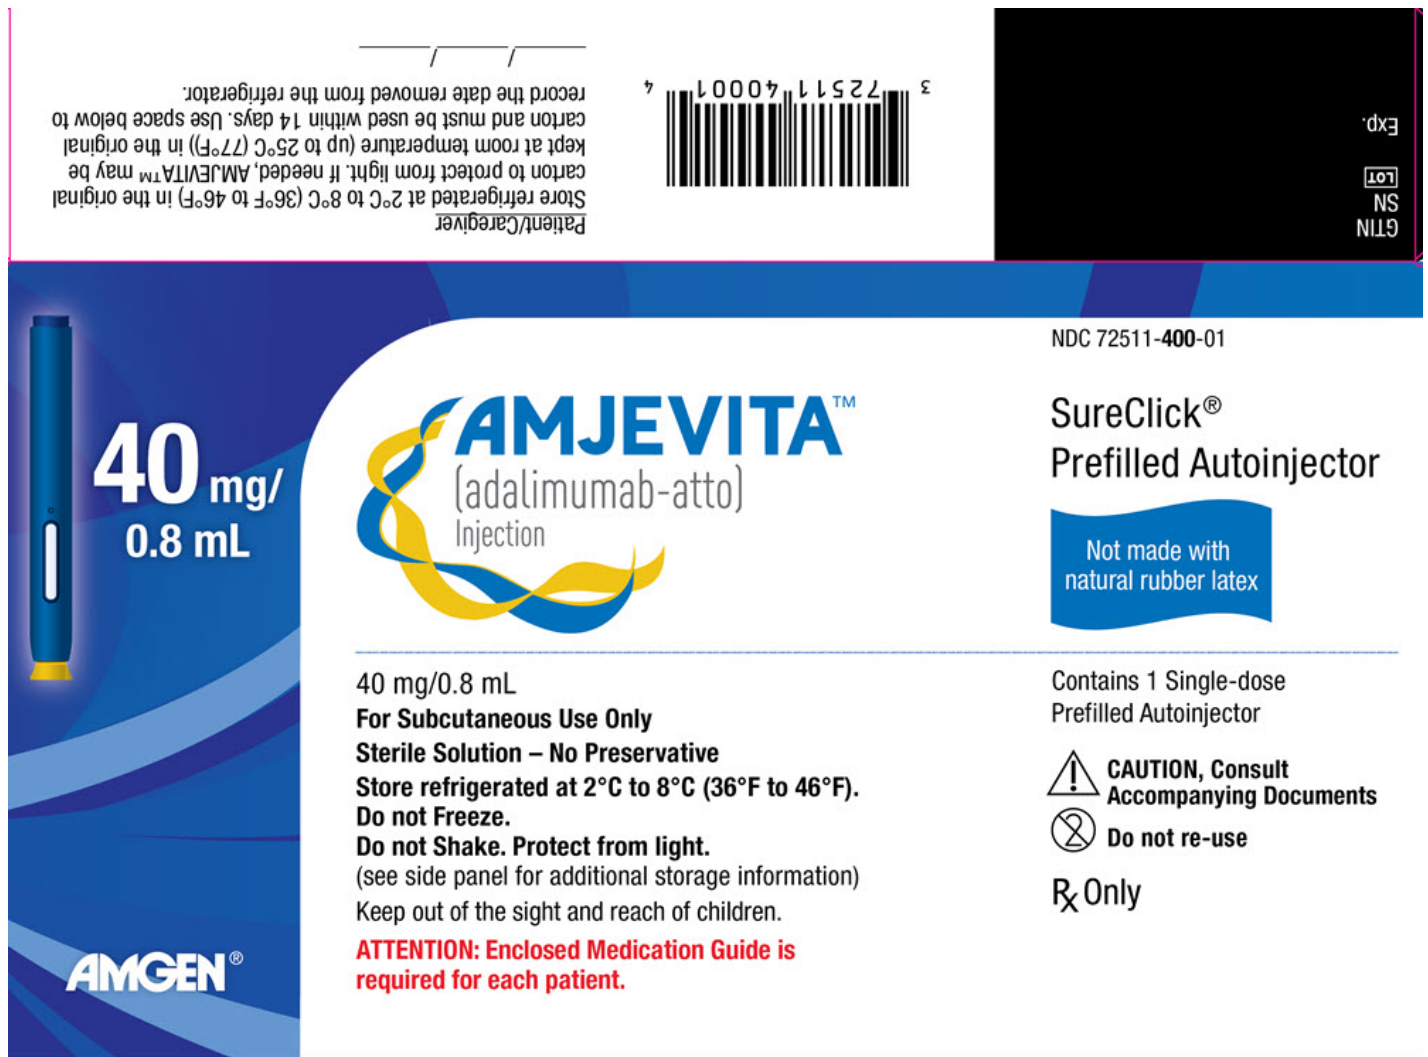 Patient/Caregiver
Store refrigerated at 2°C to 8°C (36°F to 46°F) in the original
carton to protect from light. If needed, AMJEVITA™ may be
kept at room temperature (up to 25°C (77°F)) in the original
carton and must be used within 14 days. Use space below to
record the date removed from the refrigerator.
/ /
3 72511 40001 4
GTIN
SN
LOT
Exp.
40 mg/
0.8 mL
AMGEN®
AMJEVITA™
(adalimumab-atto)
Injection
40 mg/0.8 mL
For Subcutaneous Use Only
Sterile Solution – No Preservative
Store refrigerated at 2°C to 8°C (36°F to 46°F).
Do not Freeze.
Do not Shake. Protect from light.
(see side panel for additional storage information)
Keep out of the sight and reach of children.
ATTENTION: Enclosed Medication Guide is
required for each patient.
NDC 72511-400-01
SureClick®
Prefilled Autoinjector
Not made with
natural rubber latex
Contains 1 Single-dose
Prefilled Autoinjector
CAUTION, Consult
Accompanying Documents
2
Do not re-use
Rx Only